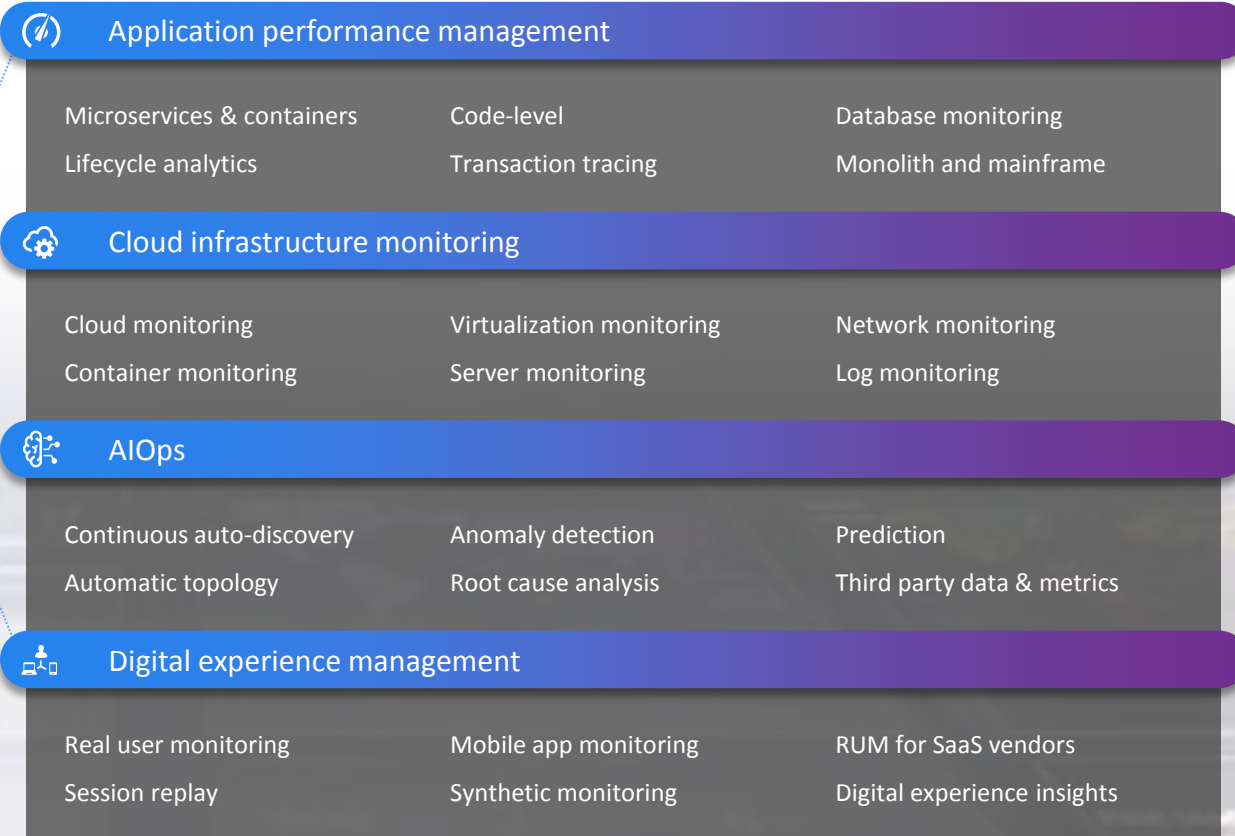 Application performance management
Microservices & containers
Code-level
Database monitoring
Lifecycle analytics
Transaction tracing
Monolith and mainframe
Cloud infrastructure monitoring
Cloud monitoring
Virtualization monitoring
Network monitoring
Container monitoring
Server monitoring
Log monitoring
AIOps
Continuous auto-discovery
Anomaly detection
Prediction
Automatic topology
Root cause analysis
Third party data & metrics
Digital experience management
Real user monitoring
Mobile app monitoring
RUM for SaaS vendors
Session replay
Synthetic monitoring
Digital experience insights